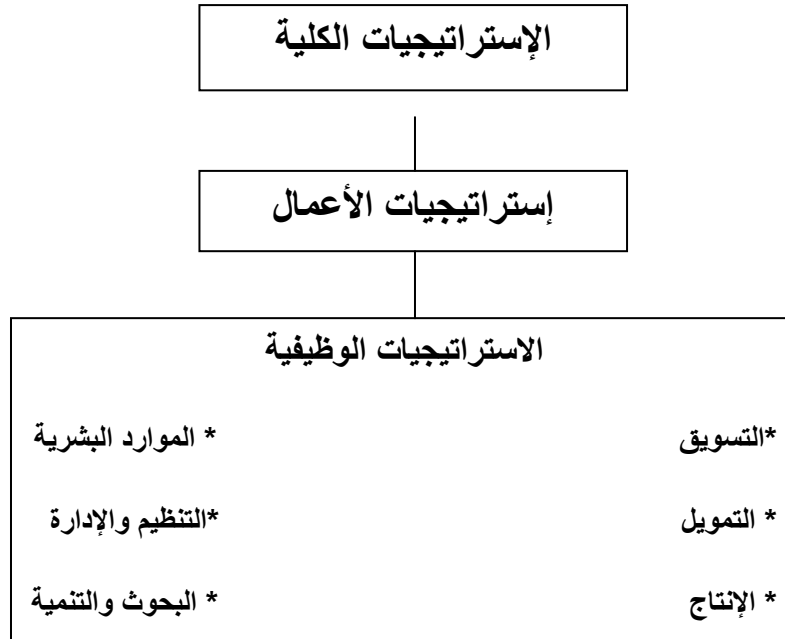 الإستراتيجيات الكلية
إستراتيجيات الأعمال
الاستراتيجيات الوظيفية
*التسويق * الموارد البشرية
* التمويل *التنظيم والإدارة
* الإنتاج * البحوث والتنمية